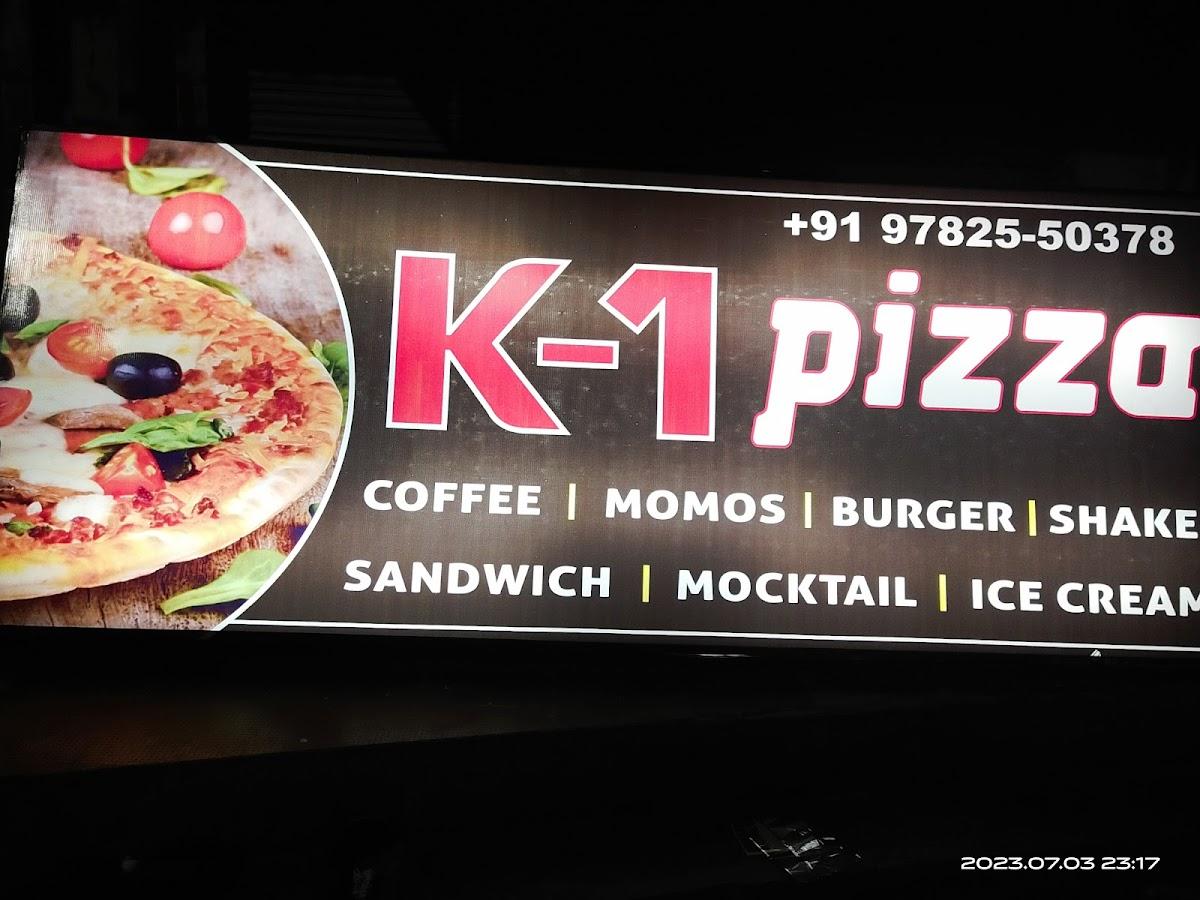 +91 97825-50378
K-1 pizza
COFFEE | MOMOS | BURGER | SHAKE
SANDWICH | MOCKTAIL | ICE CREAM
2023.07.03 23:17